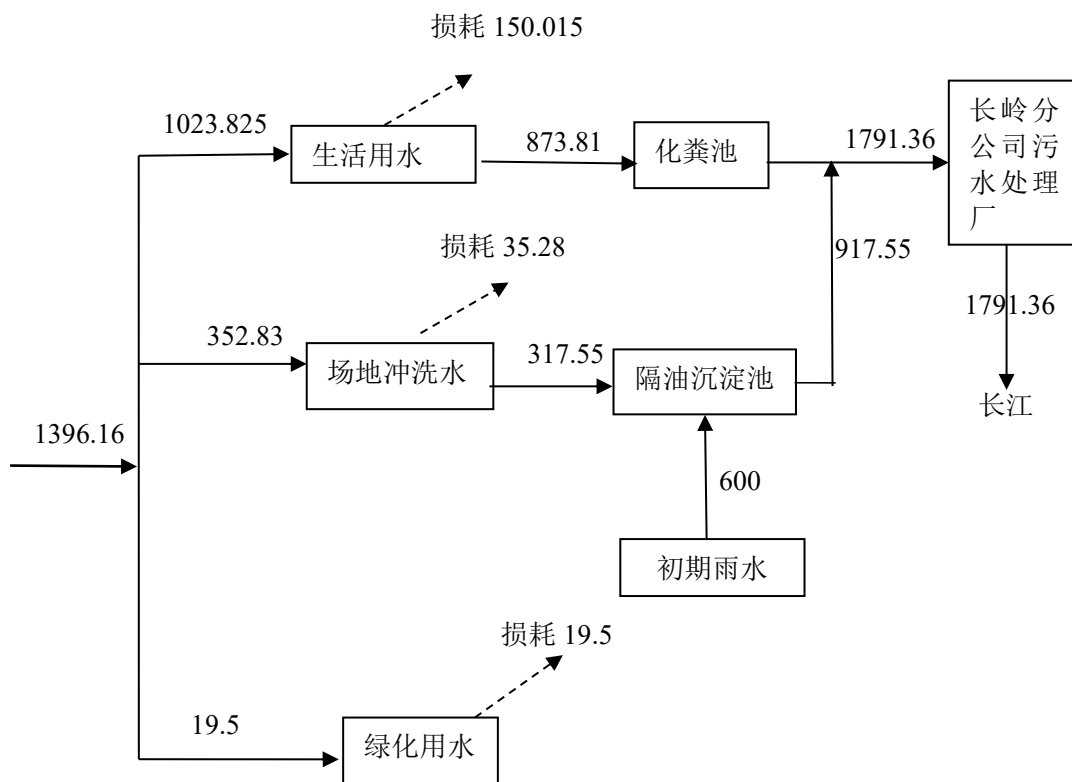 损耗 150.015
1023.825
生活用水
873.81
化粪池
1791.36
长岭分
公司污
水处理
厂
损耗 35.28
917.55
352.83
场地冲洗水
317.55
隔油沉淀池
1791.36
长江
1396.16
600
初期雨水
损耗 19.5
19.5
绿化用水